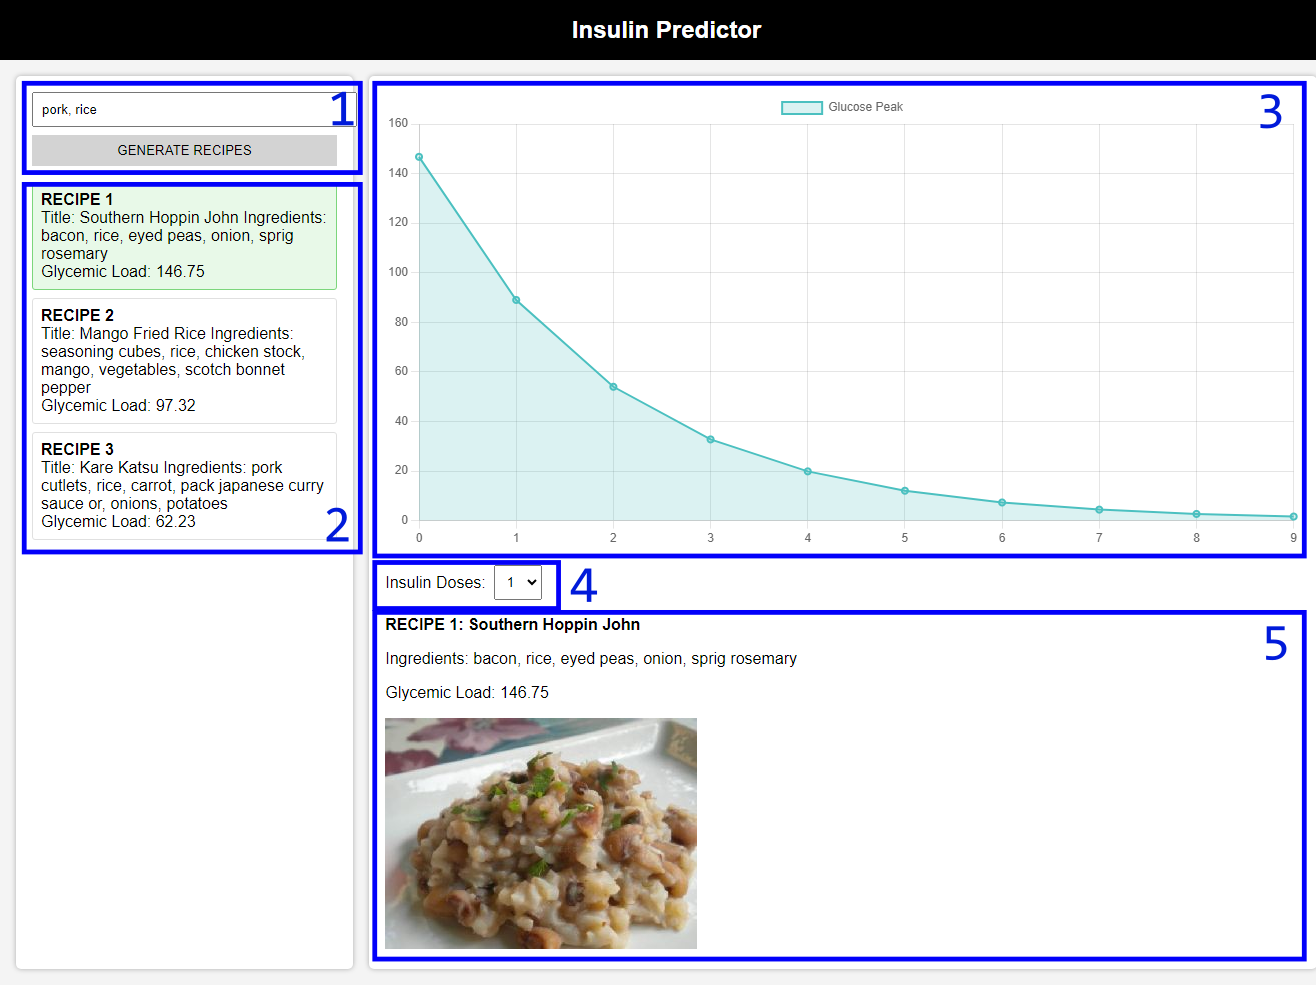 Insulin Predictor
pork, rice
1
GENERATE RECIPES
RECIPE 1
Title: Southern Hoppin John Ingredients:
bacon, rice, eyed peas, onion, sprig
rosemary
Glycemic Load: 146.75
RECIPE 2
Title: Mango Fried Rice Ingredients:
seasoning cubes, rice, chicken stock,
mango, vegetables, scotch bonnet
pepper
Glycemic Load: 97.32
RECIPE 3
Title: Kare Katsu Ingredients: pork
cutlets, rice, carrot, pack japanese curry
sauce or, onions, potatoes
Glycemic Load: 62.23
2
Glucose Peak
3
160
140
120
100
80
60
40
20
0
0 1 2 3 4 5 6 7 8 9
Insulin Doses: 1
4
RECIPE 1: Southern Hoppin John
5
Ingredients: bacon, rice, eyed peas, onion, sprig rosemary
Glycemic Load: 146.75